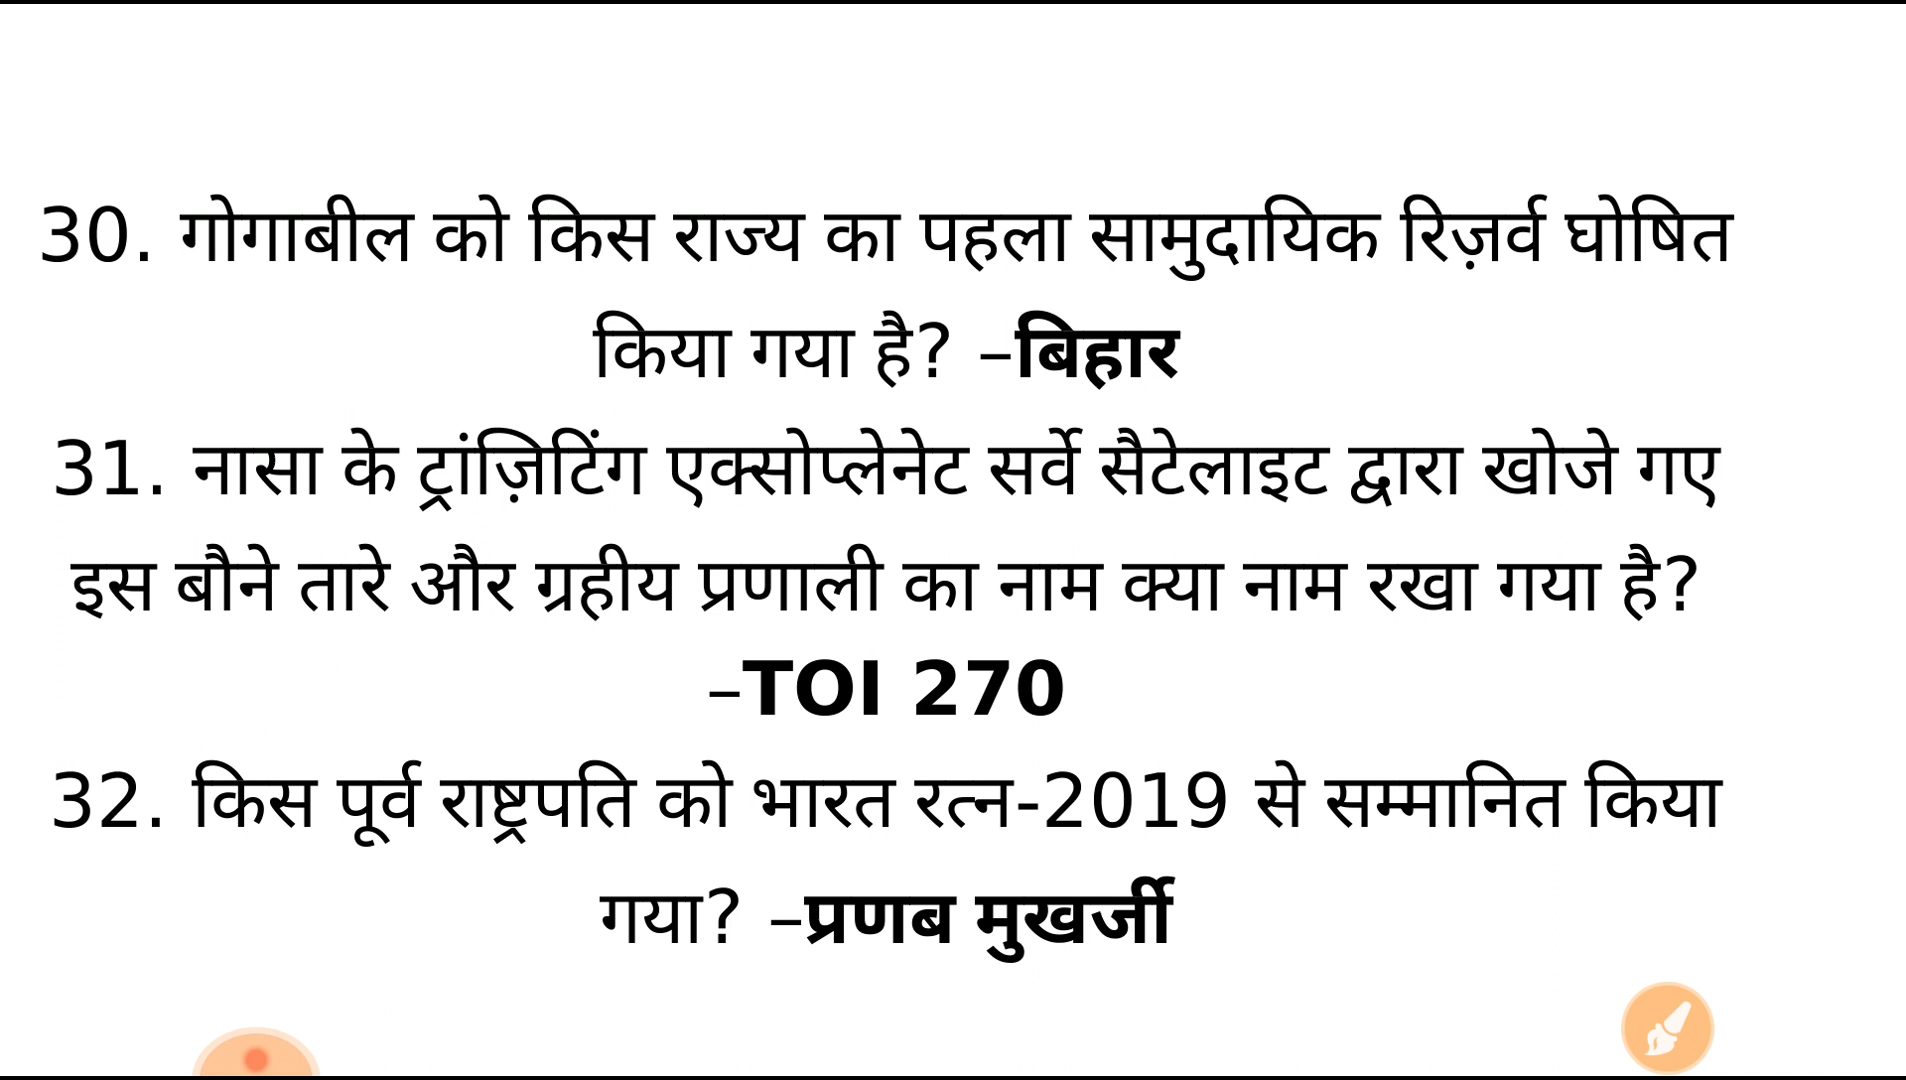 30. गोगाबील को किस राज्य का पहला सामुदायिक रिज़र्व घोषित
किया गया है? –बिहार
31. नासा के ट्रांज़िटिंग एक्सोप्लेनेट सर्वे सैटेलाइट द्वारा खोजे गए
इस बौने तारे और ग्रहीय प्रणाली का नाम क्या नाम रखा गया है?
–TOI 270
32. किस पूर्व राष्ट्रपति को भारत रत्न-2019 से सम्मानित किया
गया? –प्रणब मुखर्जी